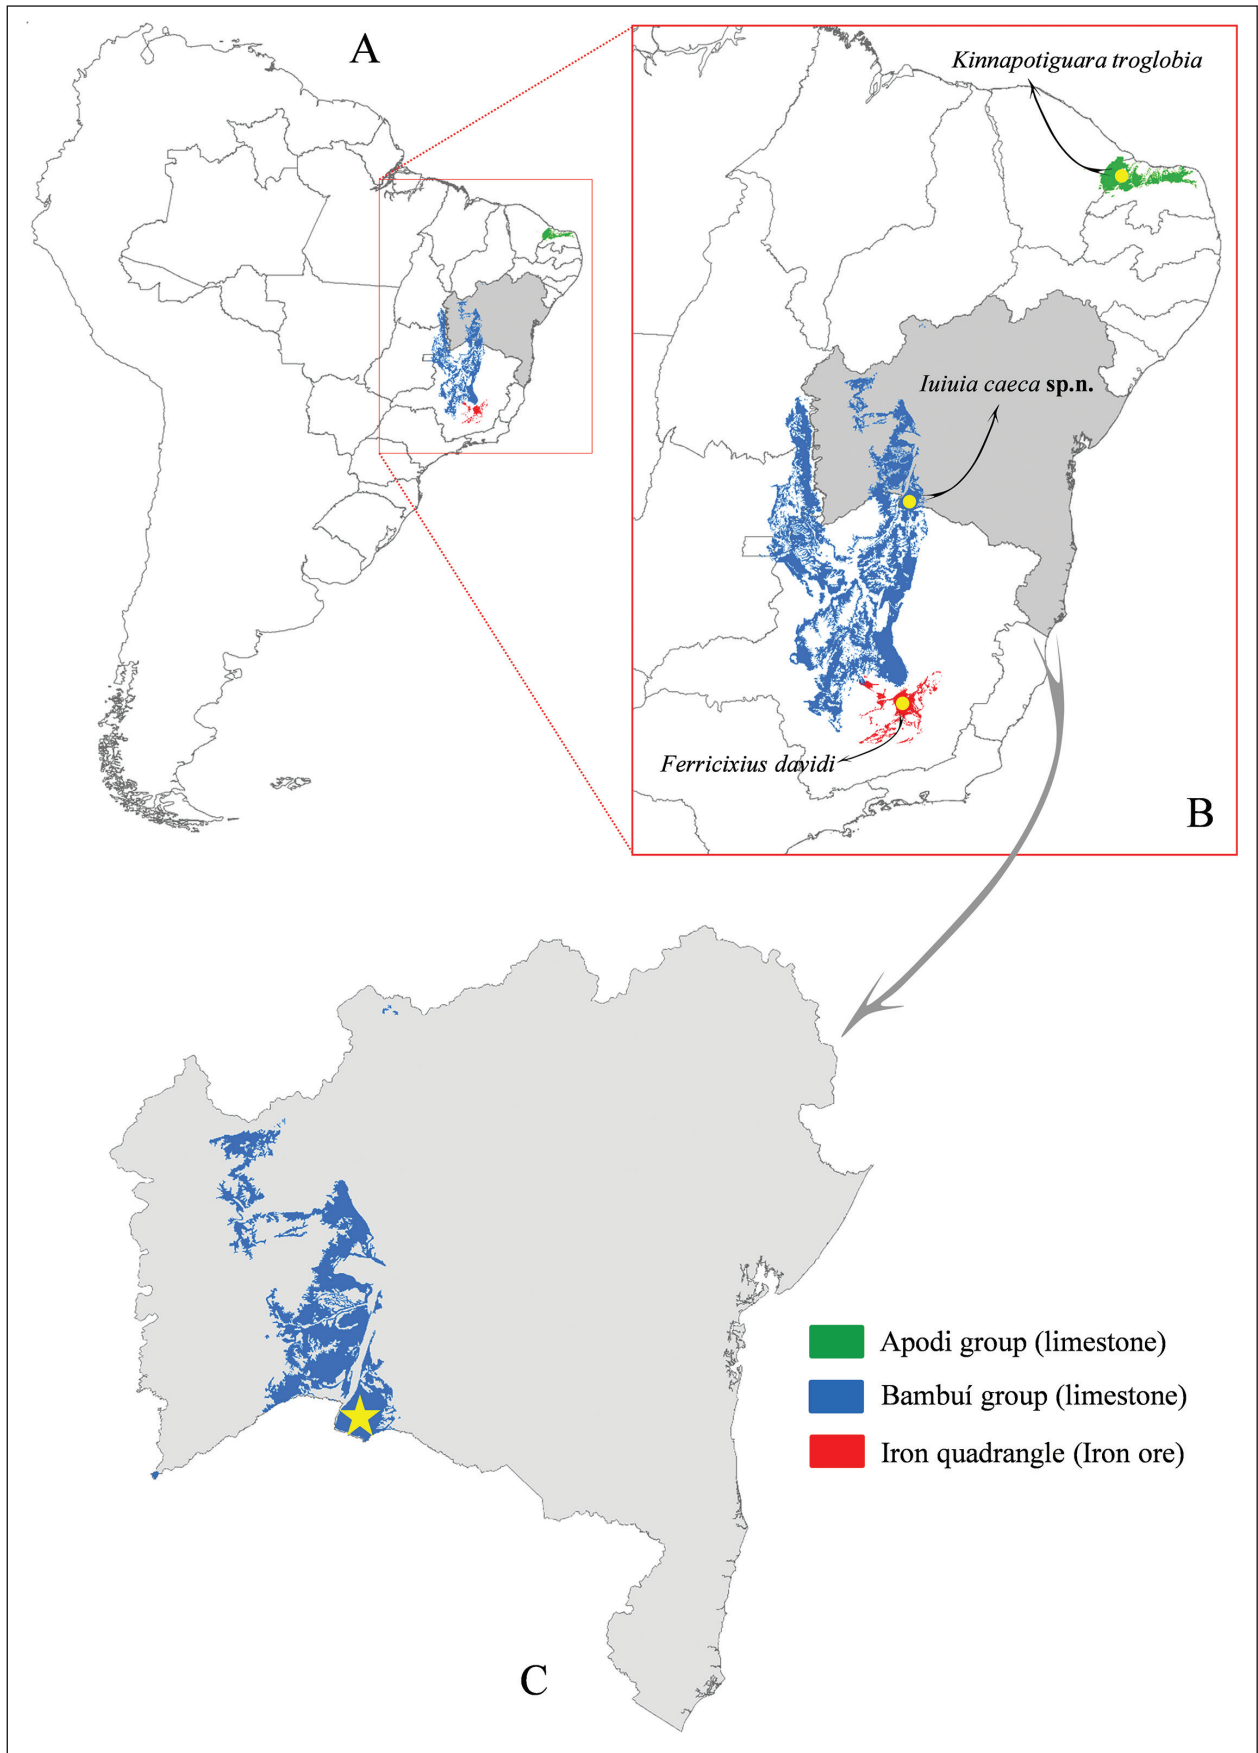 A
Kinnapotiguara troglobia
Iuiuia caeca sp.n.
Ferricixius davidi
B
Apodi group (limestone)
Bambuí group (limestone)
Iron quadrangle (Iron ore)
C